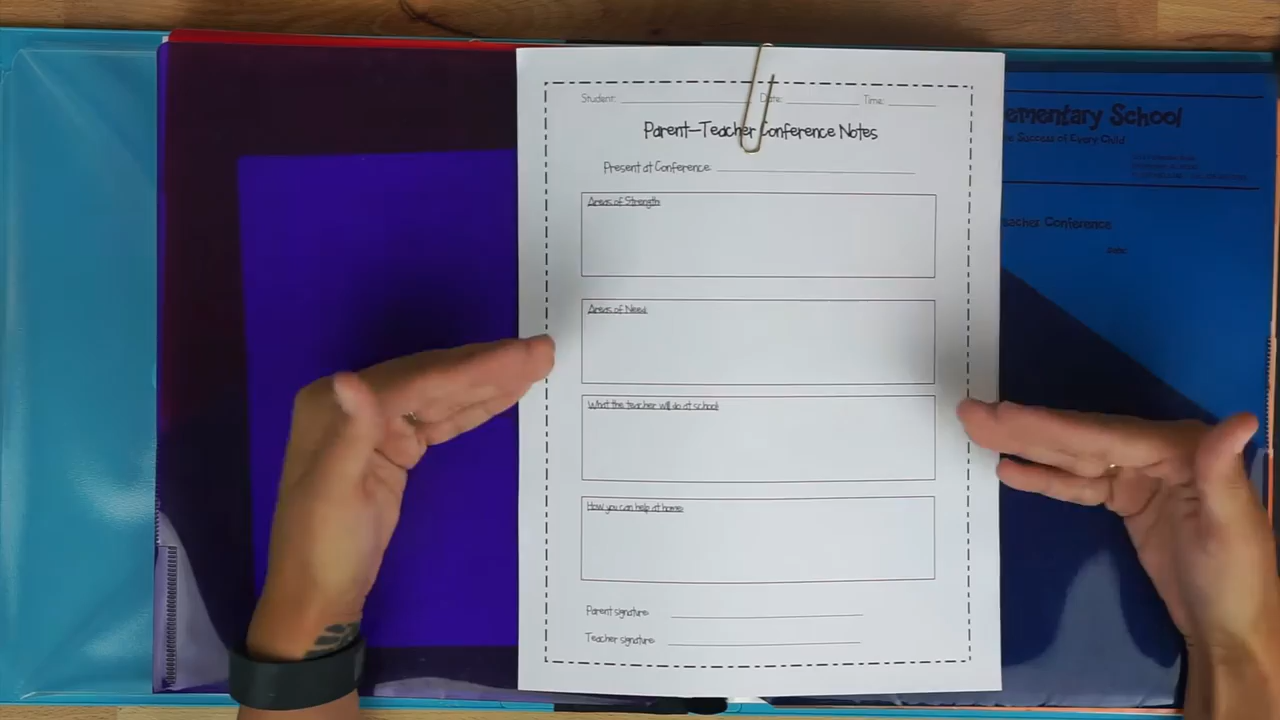 Student: Date: Time:
Parent-Teacher Conference Notes
Present at Conference:
Areas of Strength:
Areas of Need:
What the teacher will do at school:
How you can help at home:
Parent signature:
Teacher signature:
ementary School
Success of Every Child
eacher Conference
Date: